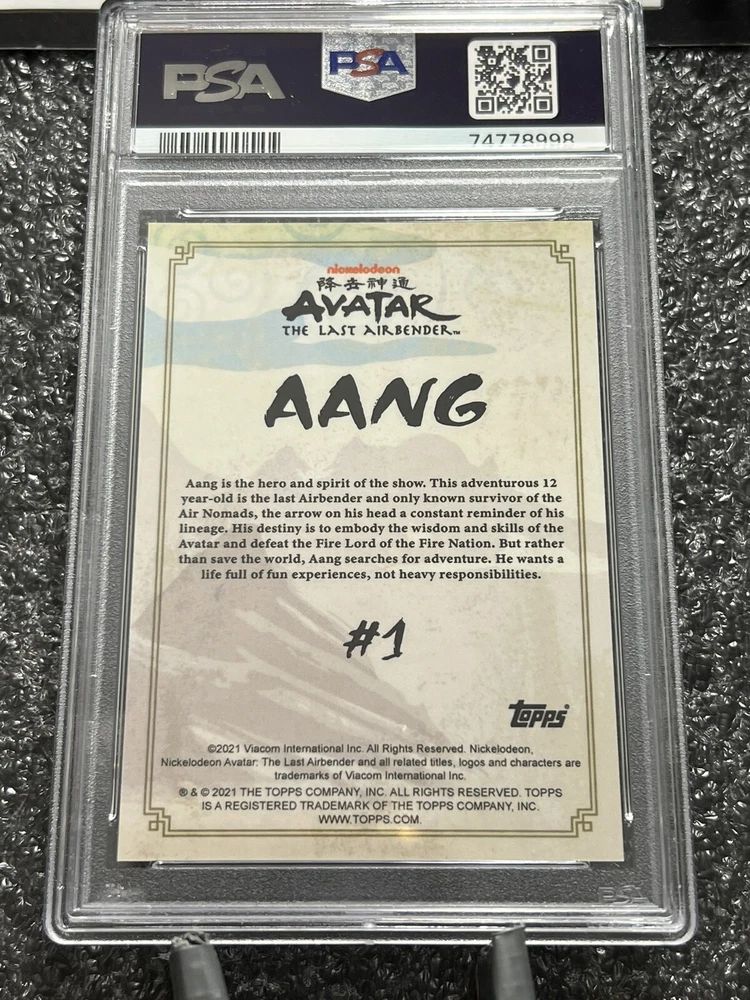 PSA
PSA
74778998
nickelodeon
降去神通
AVATAR
THE LAST AIRBENDER™
AANG
Aang is the hero and spirit of the show. This adventurous 12
year-old is the last Airbender and only known survivor of the
Air Nomads, the arrow on his head a constant reminder of his
lineage. His destiny is to embody the wisdom and skills of the
Avatar and defeat the Fire Lord of the Fire Nation. But rather
than save the world, Aang searches for adventure. He wants a
life full of fun experiences, not heavy responsibilities.
#1
topps®
©2021 Viacom International Inc. All Rights Reserved. Nickelodeon,
Nickelodeon Avatar: The Last Airbender and all related titles, logos and characters are
trademarks of Viacom International Inc.
® & © 2021 THE TOPPS COMPANY, INC. ALL RIGHTS RESERVED. TOPPS
IS A REGISTERED TRADEMARK OF THE TOPPS COMPANY, INC.
WWW.TOPPS.COM.
PSA